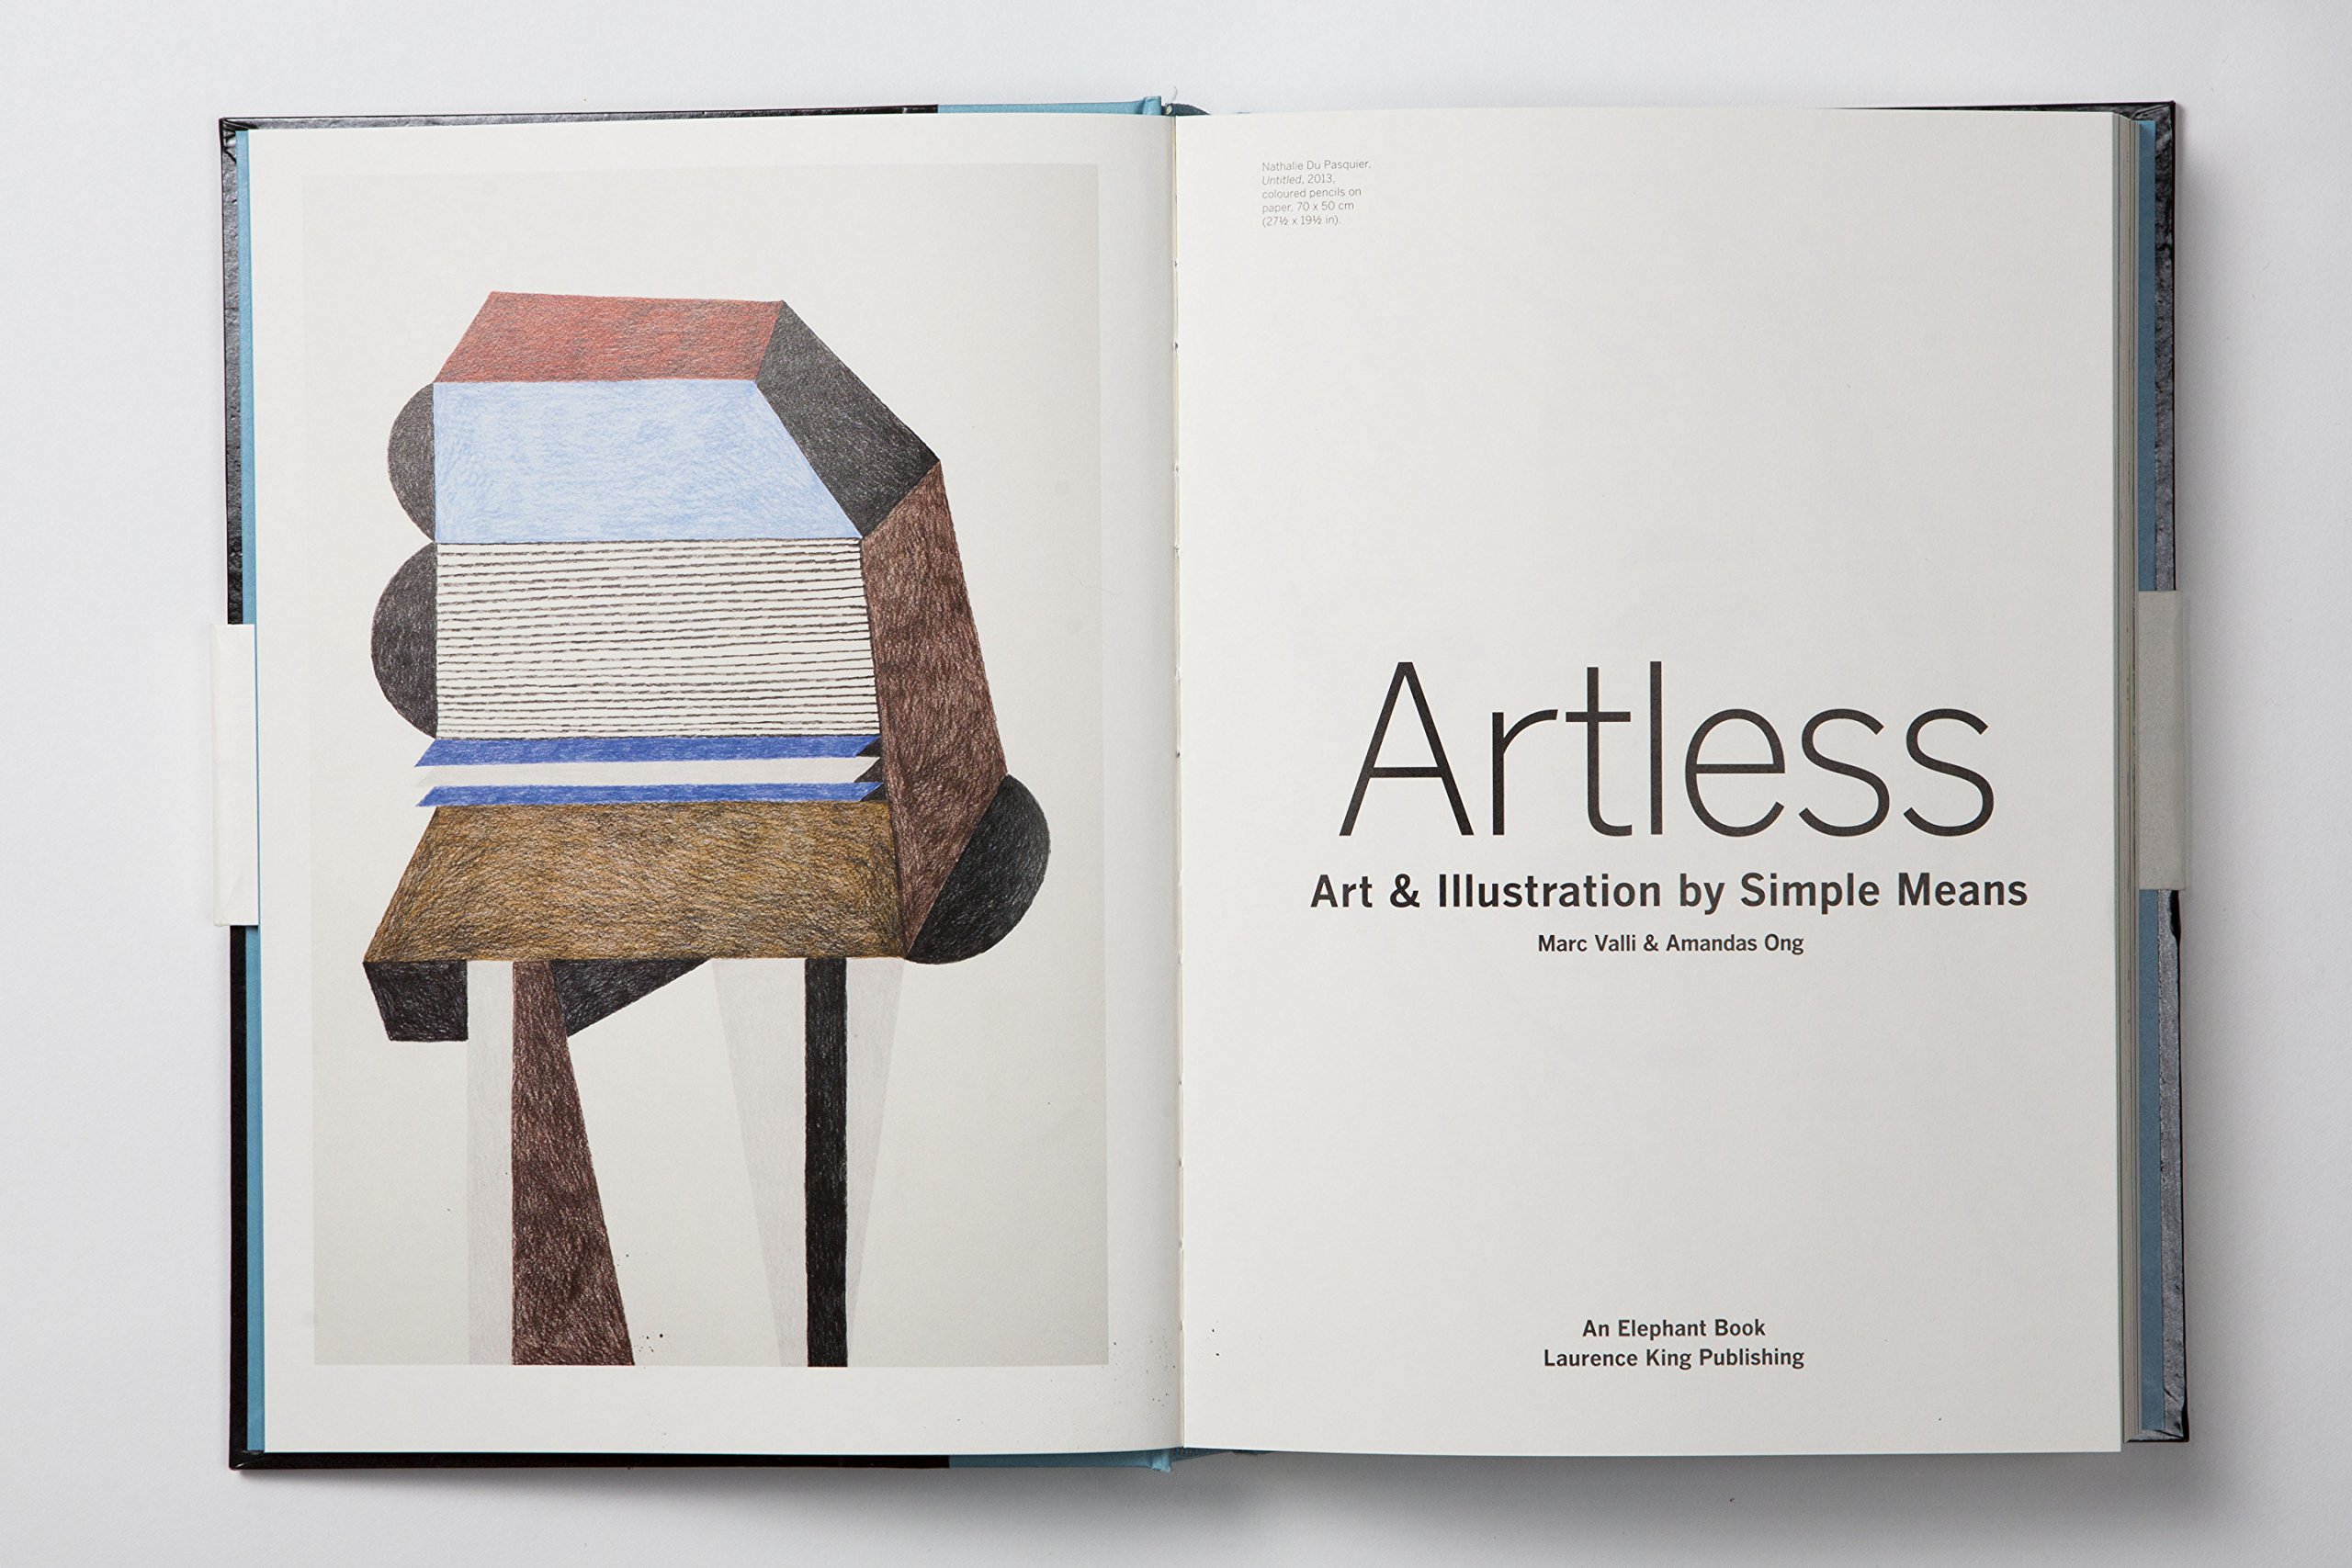 Nathalie Du Pasquier,
Untitled, 2013,
coloured pencils on
paper, 70 x 50 cm
(27½ x 19½ in).
Artless
Art & Illustration by Simple Means
Marc Valli & Amandas Ong
An Elephant Book
Laurence King Publishing